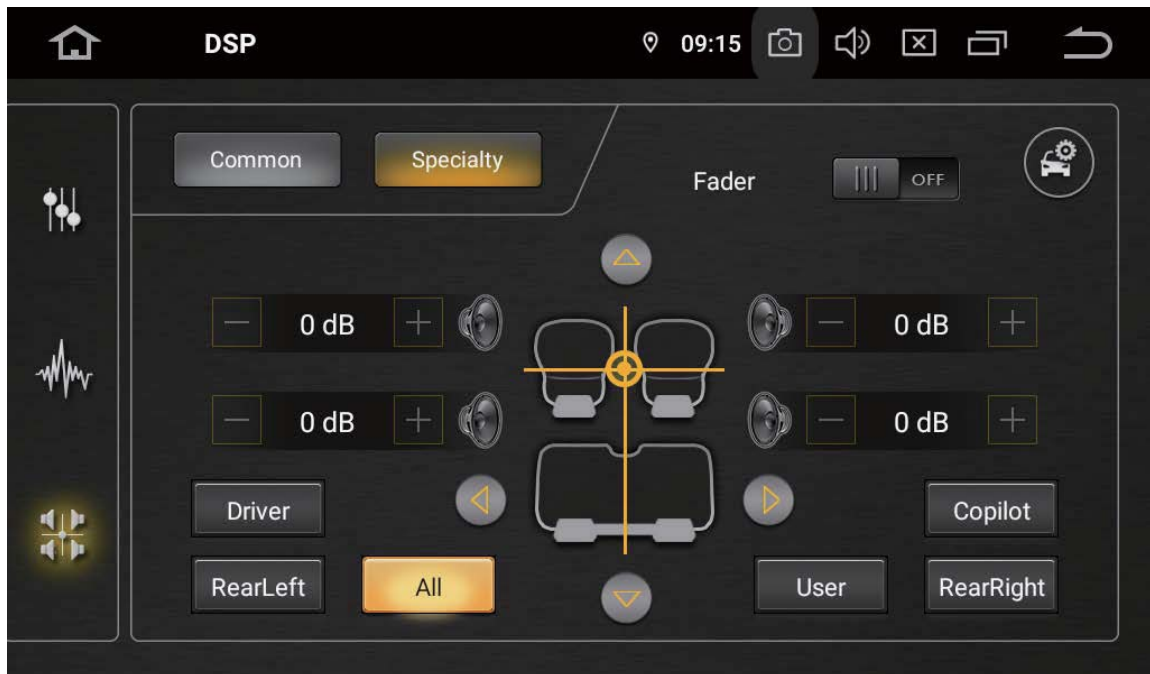 DSP 09:15
Common Specialty
Fader OFF
0 dB 0 dB
0 dB 0 dB
Driver Copilot
RearLeft All User RearRight